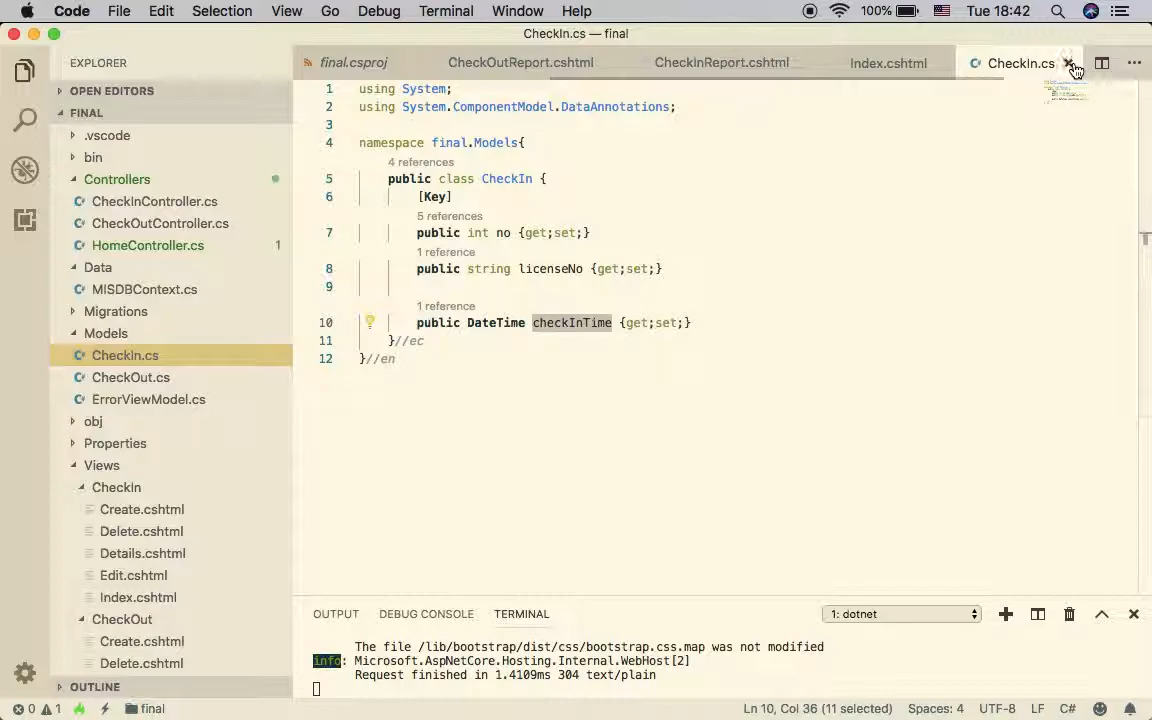 Code File Edit Selection View Go Debug Terminal Window Help 100% Tue 18:42
CheckIn.cs — final
EXPLORER
final.csproj CheckOutReport.cshtml CheckInReport.cshtml Index.cshtml CheckIn.cs
OPEN EDITORS
FINAL
.vscode
bin
Controllers
CheckInController.cs
CheckOutController.cs
HomeController.cs 1
Data
MISDBContext.cs
Migrations
Models
CheckIn.cs
CheckOut.cs
ErrorViewModel.cs
obj
Properties
Views
CheckIn
Create.cshtml
Delete.cshtml
Details.cshtml
Edit.cshtml
Index.cshtml
CheckOut
Create.cshtml
Delete.cshtml
OUTLINE
1 using System;
2 using System.ComponentModel.DataAnnotations;
3
4 namespace final.Models{
4 references
5 public class CheckIn {
6 [Key]
5 references
7 public int no {get;set;}
1 reference
8 public string licenseNo {get;set;}
9
1 reference
10 public DateTime checkInTime {get;set;}
11 }//ec
12 }//en
OUTPUT DEBUG CONSOLE TERMINAL 1: dotnet
The file /lib/bootstrap/dist/css/bootstrap.css.map was not modified
info: Microsoft.AspNetCore.Hosting.Internal.WebHost[2]
Request finished in 1.4109ms 304 text/plain
0 1 final Ln 10, Col 36 (11 selected) Spaces: 4 UTF-8 LF C#